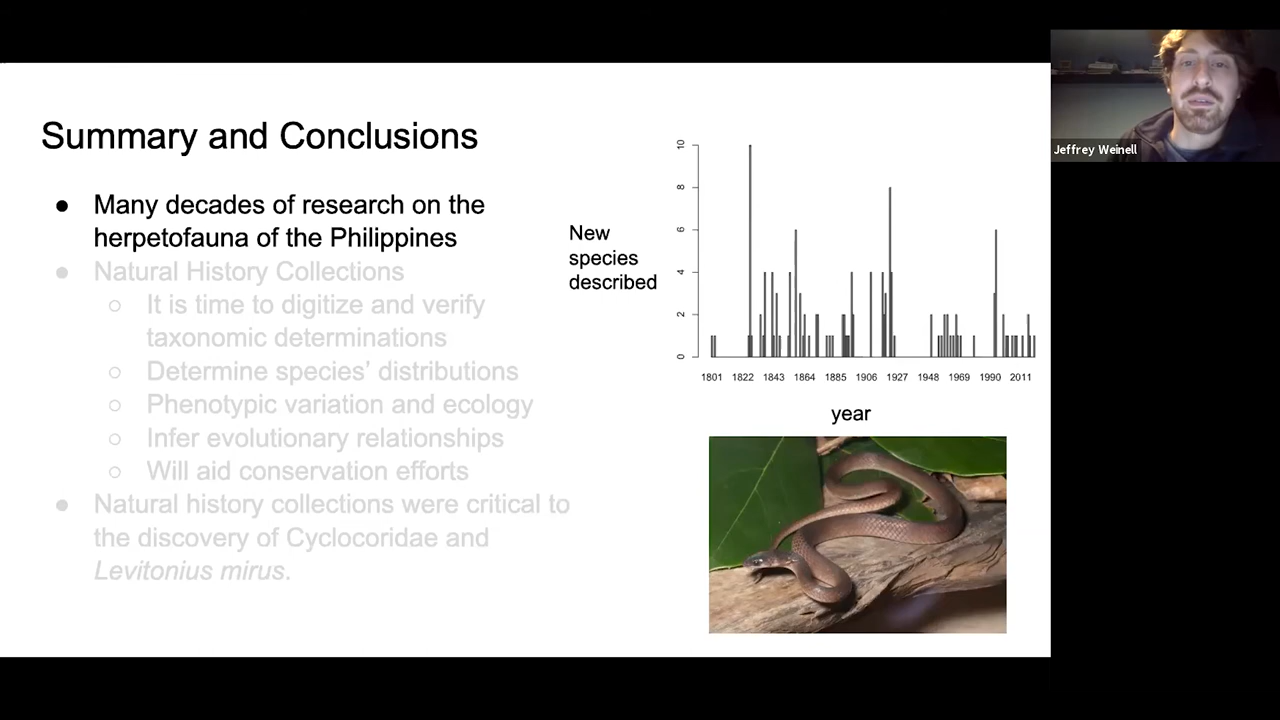 Summary and Conclusions
● Many decades of research on the
herpetofauna of the Philippines
● Natural History Collections
○ It is time to digitize and verify
taxonomic determinations
○ Determine species' distributions
○ Phenotypic variation and ecology
○ Infer evolutionary relationships
○ Will aid conservation efforts
● Natural history collections were critical to
the discovery of Cyclocoridae and
Levitonius mirus.
New
species
described
10
8
6
4
2
0
1801 1822 1843 1864 1885 1906 1927 1948 1969 1990 2011
year
Jeffrey Weinell